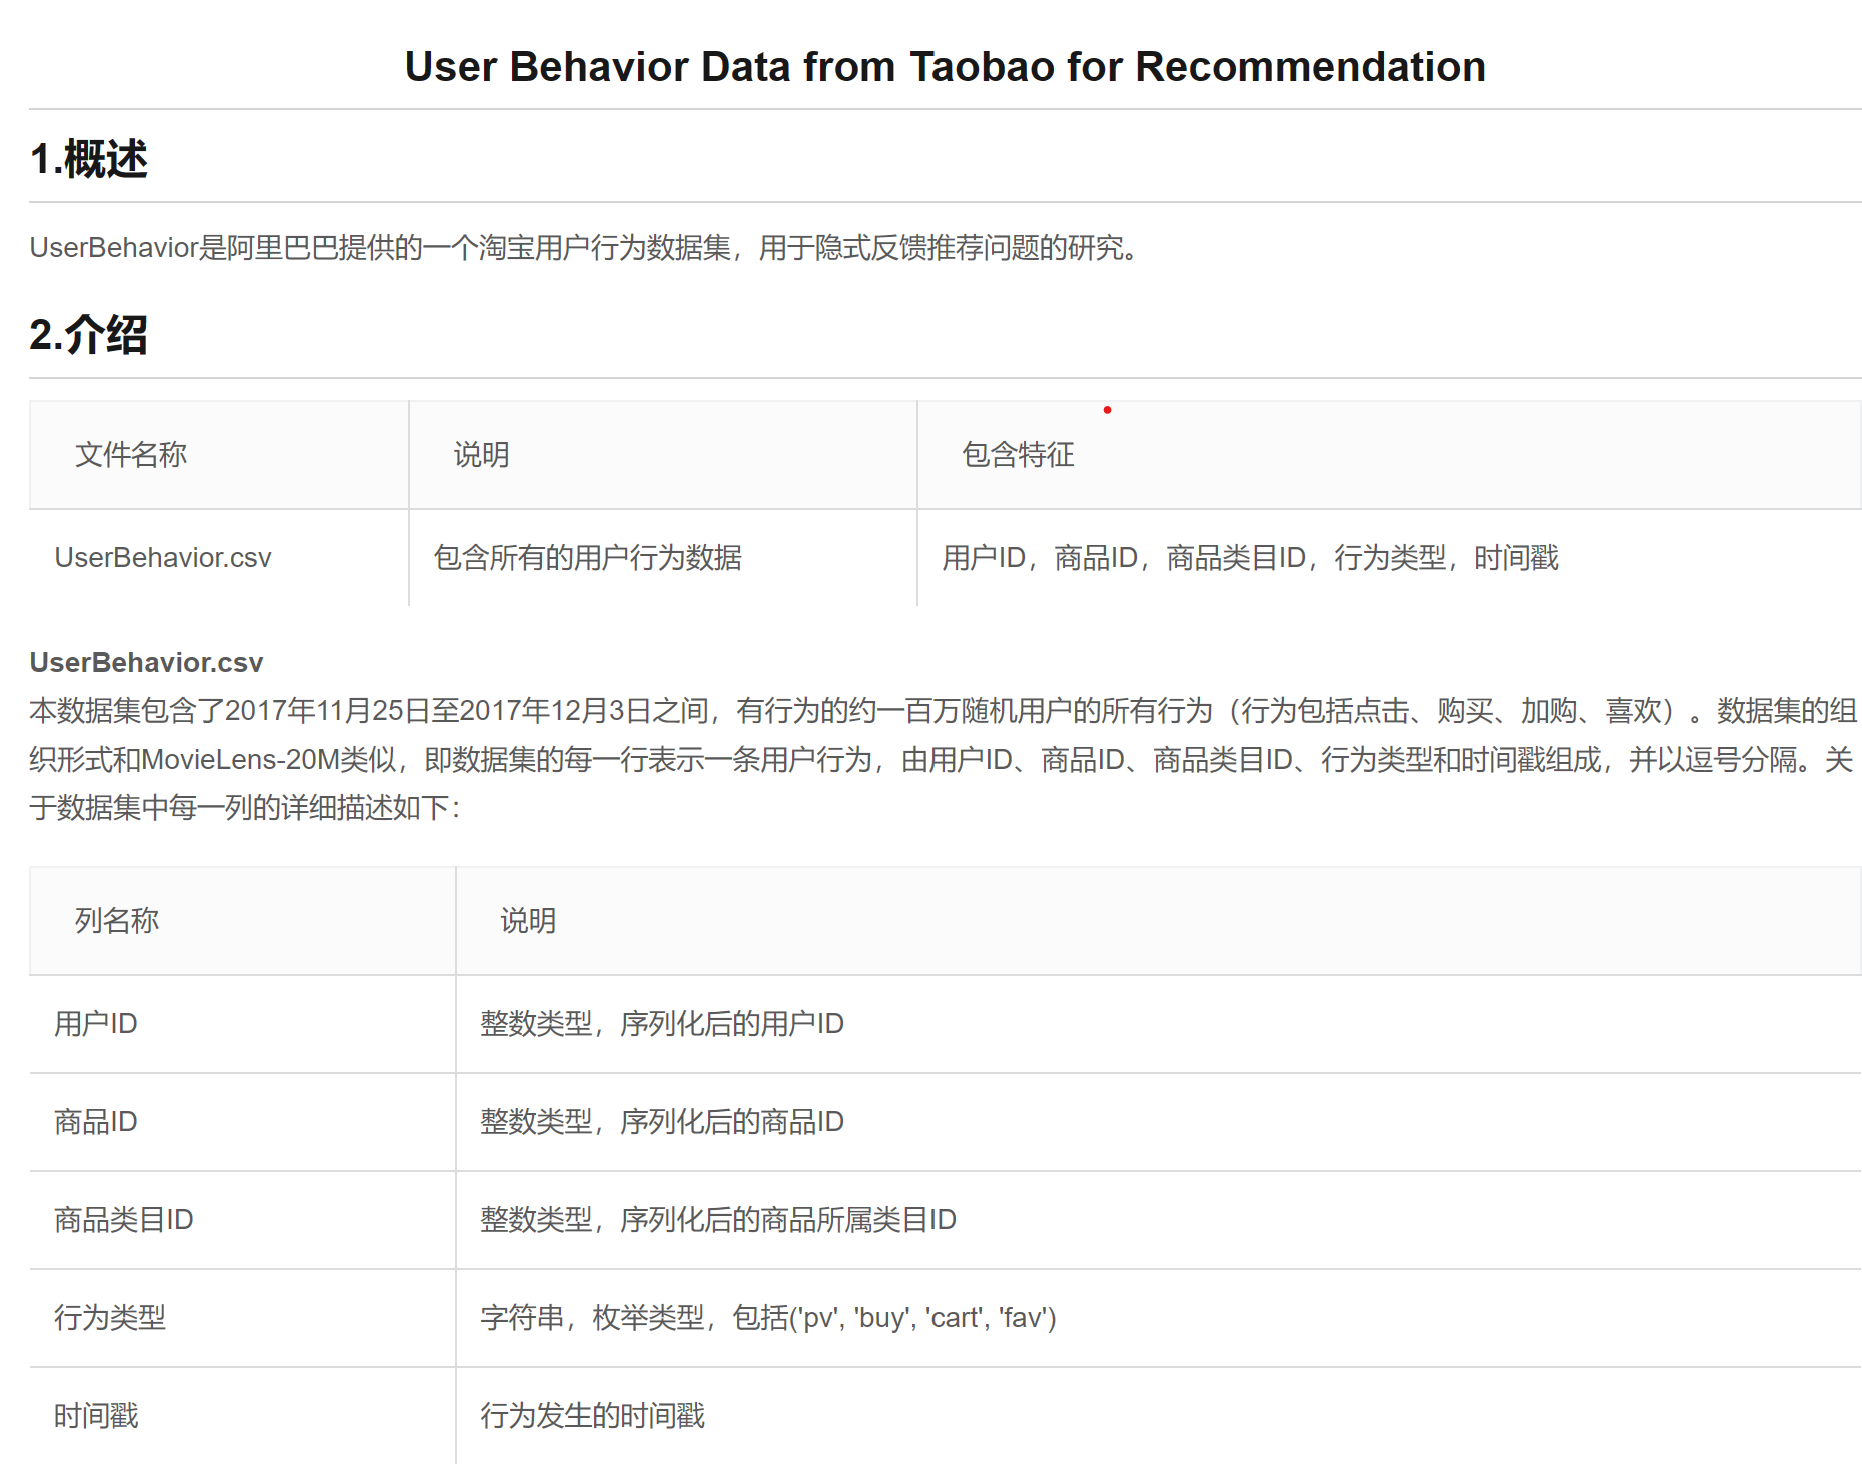 User Behavior Data from Taobao for Recommendation
1.概述
UserBehavior是阿里巴巴提供的一个淘宝用户行为数据集，用于隐式反馈推荐问题的研究。
2.介绍
文件名称 说明 包含特征
UserBehavior.csv 包含所有的用户行为数据 用户ID，商品ID，商品类目ID，行为类型，时间戳
UserBehavior.csv
本数据集包含了2017年11月25日至2017年12月3日之间，有行为的约一百万随机用户的所有行为（行为包括点击、购买、加购、喜欢）。数据集的组
织形式和MovieLens-20M类似，即数据集的每一行表示一条用户行为，由用户ID、商品ID、商品类目ID、行为类型和时间戳组成，并以逗号分隔。关
于数据集中每一列的详细描述如下：
列名称 说明
用户ID 整数类型，序列化后的用户ID
商品ID 整数类型，序列化后的商品ID
商品类目ID 整数类型，序列化后的商品所属类目ID
行为类型 字符串，枚举类型，包括('pv', 'buy', 'cart', 'fav')
时间戳 行为发生的时间戳